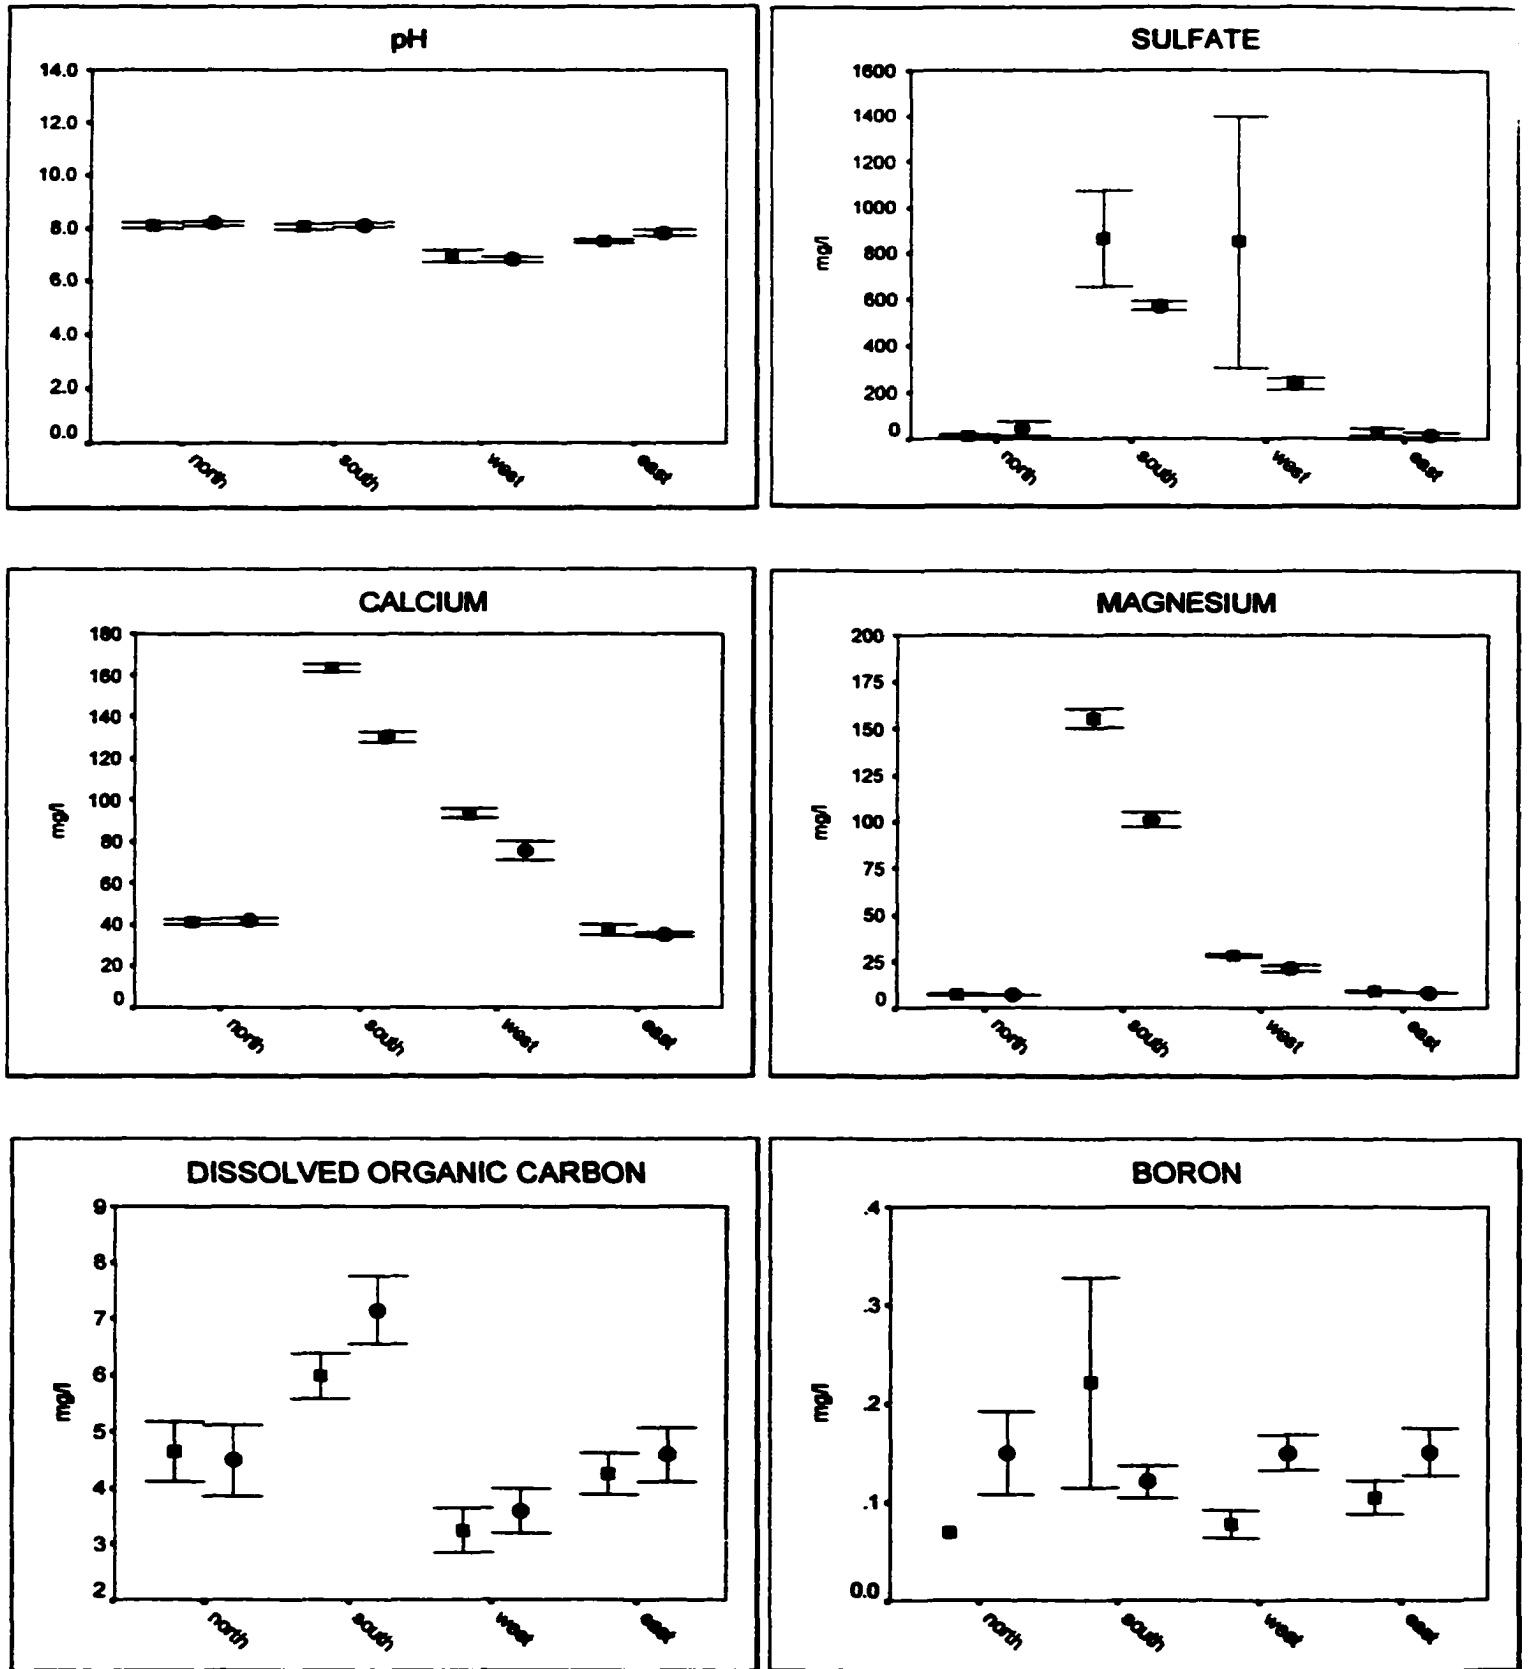 pH
14.0
12.0
10.0
8.0
6.0
4.0
2.0
0.0
north
south
west
east
SULFATE
1600
1400
1200
1000
800
600
400
200
0
mg/l
north
south
west
east
CALCIUM
180
160
140
120
100
80
60
40
20
0
mg/l
north
south
west
east
MAGNESIUM
200
175
150
125
100
75
50
25
0
mg/l
north
south
west
east
DISSOLVED ORGANIC CARBON
9
8
7
6
5
4
3
2
mg/l
north
south
west
east
BORON
.4
.3
.2
.1
0.0
mg/l
north
south
west
east